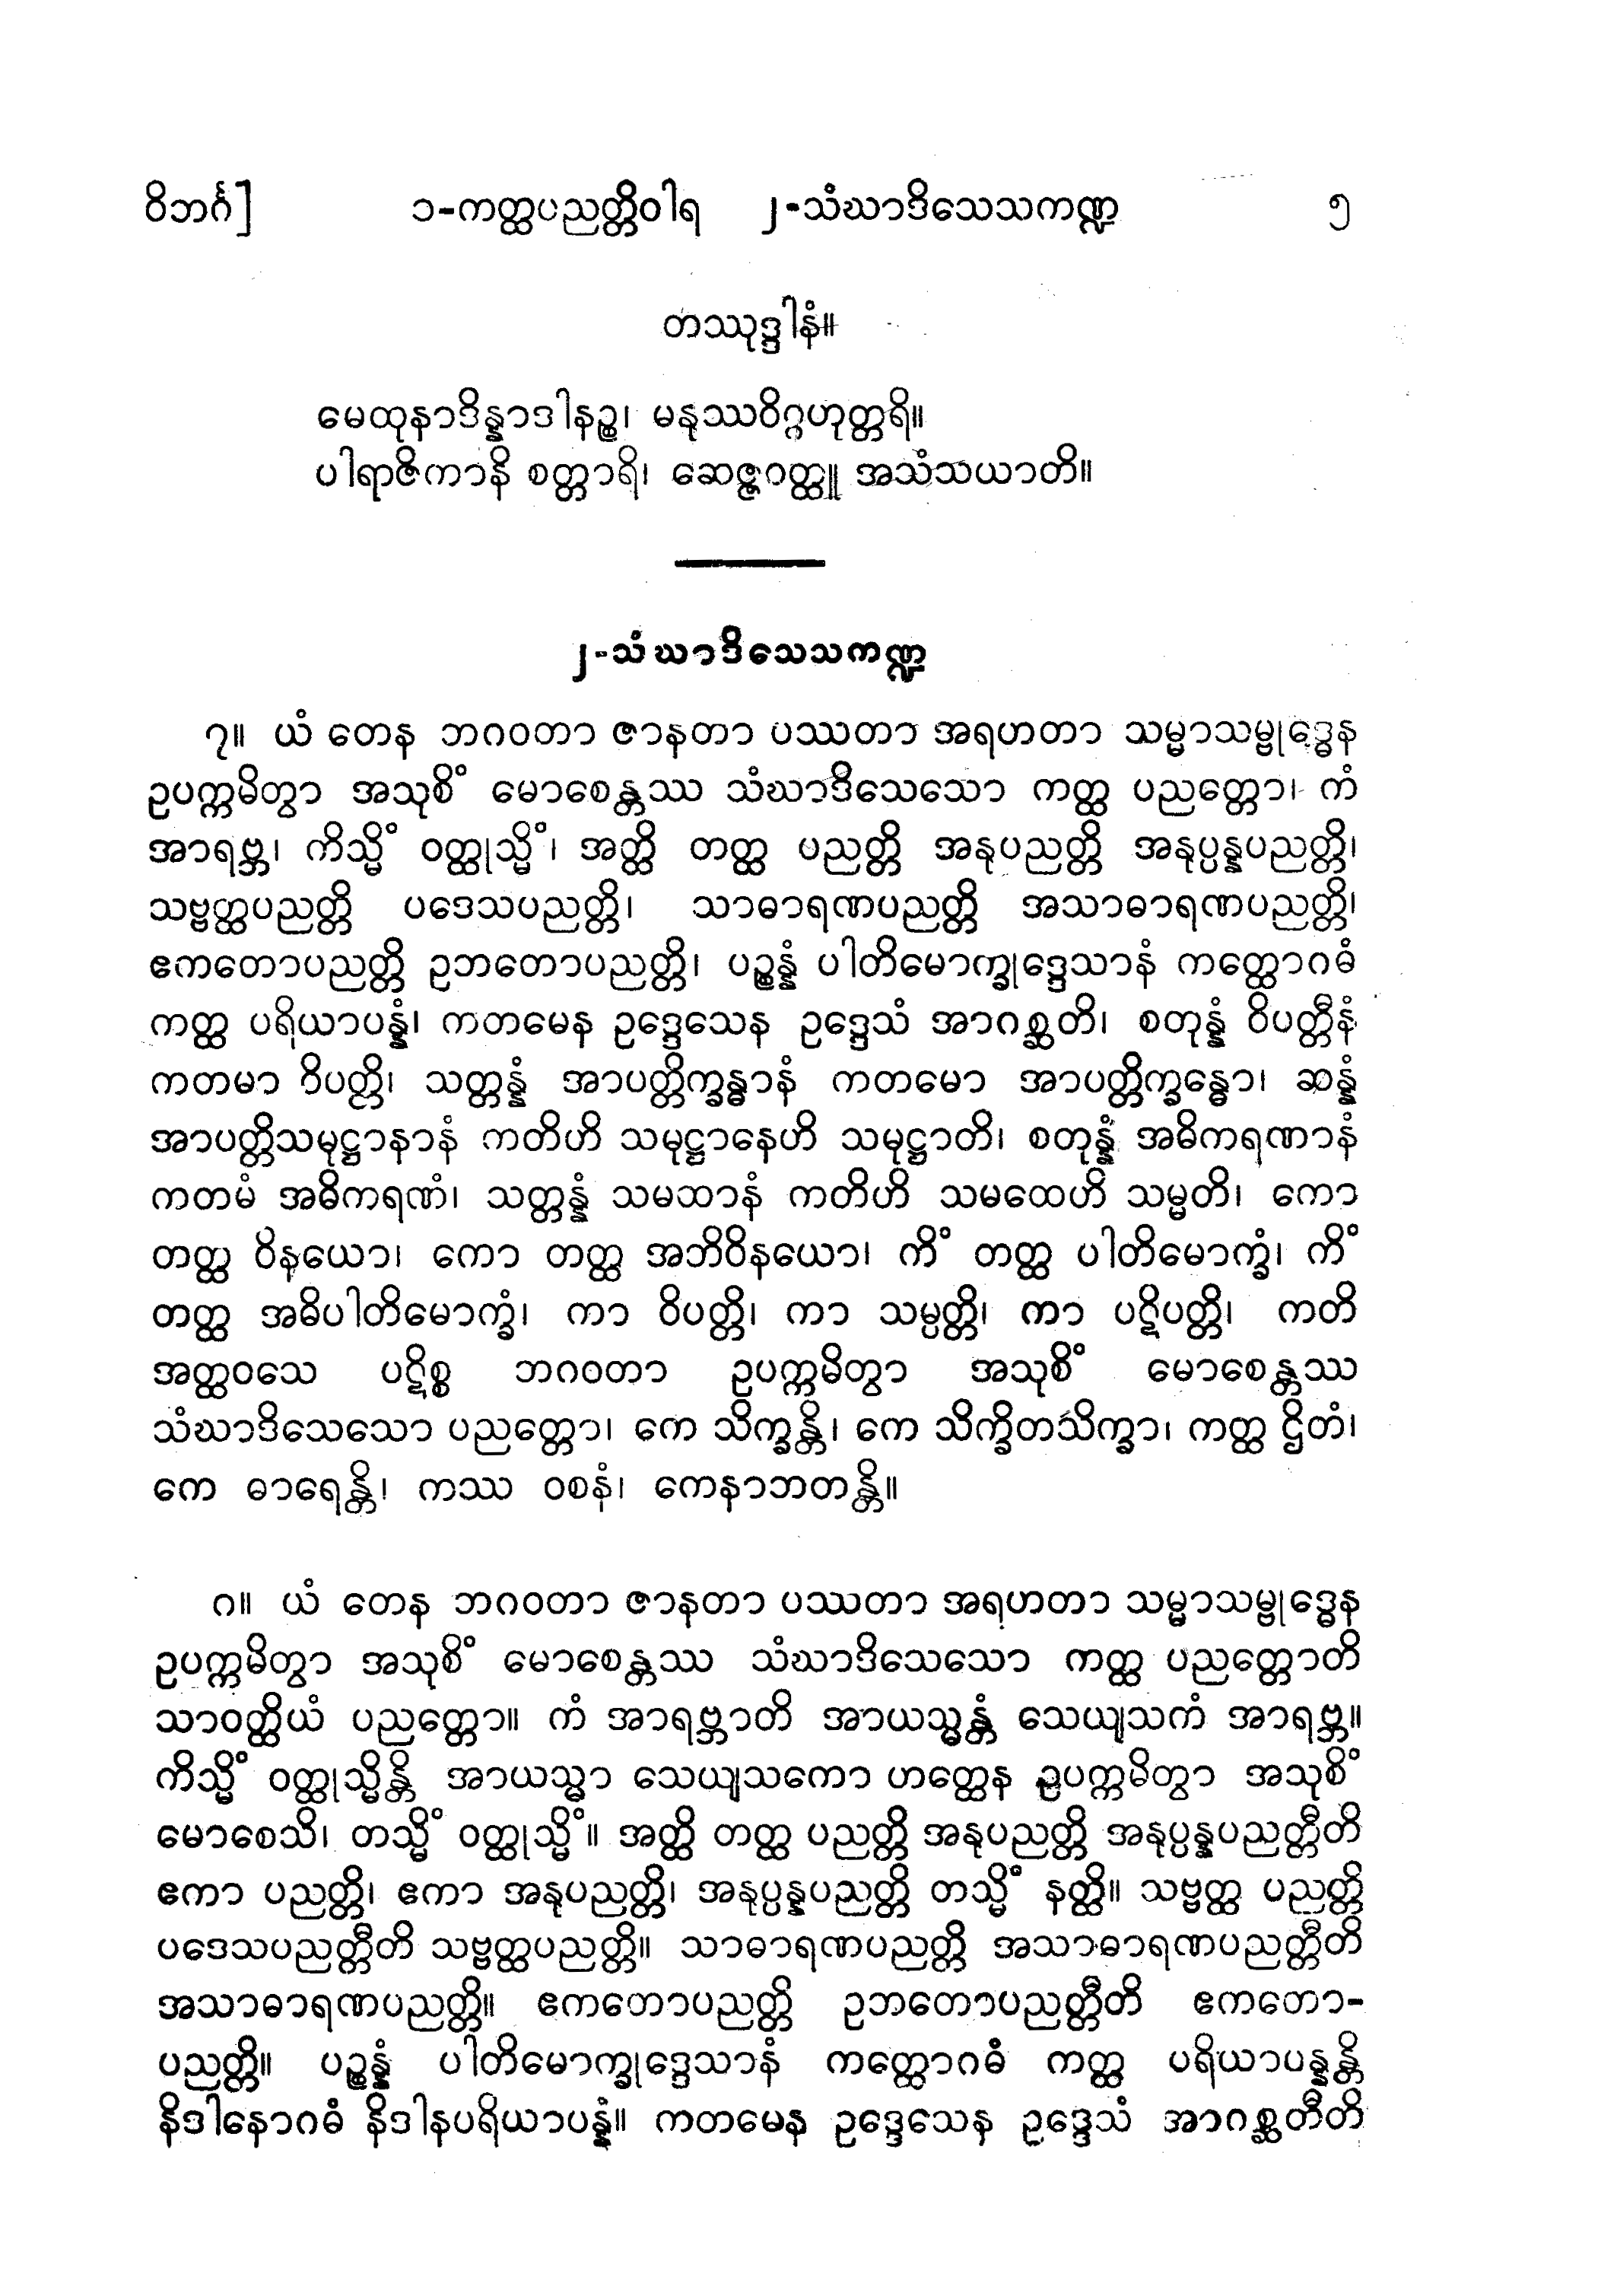 ဝိဘင်္ဂ]	၁-ကတ္ထပညတ္တိဝါရ ၂-သံဃာဒိသေသကဏ္ဍ	၅
တဿုဒ္ဒါနံ။
မေထုနာဒိန္နာဒါနဉ္စ၊ မနုဿဝိဂ္ဂဟုတ္တရိ။
ပါရာဇိကာနိ စတ္တာရိ၊ ဆေဇ္ဇဝတ္ထူ အသံသယာတိ။
၂-သံဃာဒိသေသကဏ္ဍ
၇။ ယံ တေန ဘဂဝတာ ဇာနတာ ပဿတာ အရဟတာ သမ္မာသမ္ဗုဒ္ဓေန
ဥပက္ကမိတွာ အသုစိံ မောစေန္တဿ သံဃာဒိသေသော ကတ္ထ ပညတ္တော၊ ကံ
အာရဗ္ဘ၊ ကိသ္မိံ ဝတ္ထုသ္မိံ၊ အတ္ထိ တတ္ထ ပညတ္တိ အနုပညတ္တိ အနုပ္ပန္နပညတ္တိ၊
သဗ္ဗတ္ထပညတ္တိ ပဒေသပညတ္တိ၊ သာဓာရဏပညတ္တိ အသာဓာရဏပညတ္တိ၊
ဧကတောပညတ္တိ ဥဘတောပညတ္တိ၊ ပဉ္စန္နံ ပါတိမောက္ခုဒ္ဒေသာနံ ကတ္ထောဂဓံ
ကတ္ထ ပရိယာပန္နံ၊ ကတမေန ဥဒ္ဒေသေန ဥဒ္ဒေသံ အာဂစ္ဆတိ၊ စတုန္နံ ဝိပတ္တီနံ
ကတမာ ဝိပတ္တိ၊ သတ္တန္နံ အာပတ္တိက္ခန္ဓာနံ ကတမော အာပတ္တိက္ခန္ဓော၊ ဆန္နံ
အာပတ္တိသမုဋ္ဌာနာနံ ကတိဟိ သမုဋ္ဌာနေဟိ သမုဋ္ဌာတိ၊ စတုန္နံ အဓိကရဏာနံ
ကတမံ အဓိကရဏံ၊ သတ္တန္နံ သမထာနံ ကတိဟိ သမထေဟိ သမ္မတိ၊ ကော
တတ္ထ ဝိနယော၊ ကော တတ္ထ အဘိဝိနယော၊ ကိံ တတ္ထ ပါတိမောက္ခံ၊ ကိံ
တတ္ထ အဓိပါတိမောက္ခံ၊ ကာ ဝိပတ္တိ၊ ကာ သမ္ပတ္တိ၊ ကာ ပဋိပတ္တိ၊ ကတိ
အတ္ထဝသေ ပဋိစ္စ ဘဂဝတာ ဥပက္ကမိတွာ အသုစိံ မောစေန္တဿ
သံဃာဒိသေသော ပညတ္တော၊ ကေ သိက္ခန္တိ၊ ကေ သိက္ခိတသိက္ခာ၊ ကတ္ထ ဌိတံ၊
ကေ ဓာရေန္တိ၊ ကဿ ဝစနံ၊ ကေနာဘတန္တိ။
၈။ ယံ တေန ဘဂဝတာ ဇာနတာ ပဿတာ အရဟတာ သမ္မာသမ္ဗုဒ္ဓေန
ဥပက္ကမိတွာ အသုစိံ မောစေန္တဿ သံဃာဒိသေသော ကတ္ထ ပညတ္တောတိ
သာဝတ္ထိယံ ပညတ္တော။ ကံ အာရဗ္ဘာတိ အာယသ္မန္တံ သေယျသကံ အာရဗ္ဘ။
ကိသ္မိံ ဝတ္ထုသ္မိန္တိ အာယသ္မာ သေယျသကော ဟတ္ထေန ဥပက္ကမိတွာ အသုစိံ
မောစေသိ၊ တသ္မိံ ဝတ္ထုသ္မိံ။ အတ္ထိ တတ္ထ ပညတ္တိ အနုပညတ္တိ အနုပ္ပန္နပညတ္တီတိ
ဧကာ ပညတ္တိ၊ ဧကာ အနုပညတ္တိ၊ အနုပ္ပန္နပညတ္တိ တသ္မိံ နတ္ထိ။ သဗ္ဗတ္ထ ပညတ္တိ
ပဒေသပညတ္တီတိ သဗ္ဗတ္ထပညတ္တိ။ သာဓာရဏပညတ္တိ အသာဓာရဏပညတ္တီတိ
အသာဓာရဏပညတ္တိ။ ဧကတောပညတ္တိ ဥဘတောပညတ္တီတိ ဧကတော-
ပညတ္တိ။ ပဉ္စန္နံ ပါတိမောက္ခုဒ္ဒေသာနံ ကတ္ထောဂဓံ ကတ္ထ ပရိယာပန္နန္တိ
နိဒါနောဂဓံ နိဒါနပရိယာပန္နံ။ ကတမေန ဥဒ္ဒေသေန ဥဒ္ဒေသံ အာဂစ္ဆတီတိ